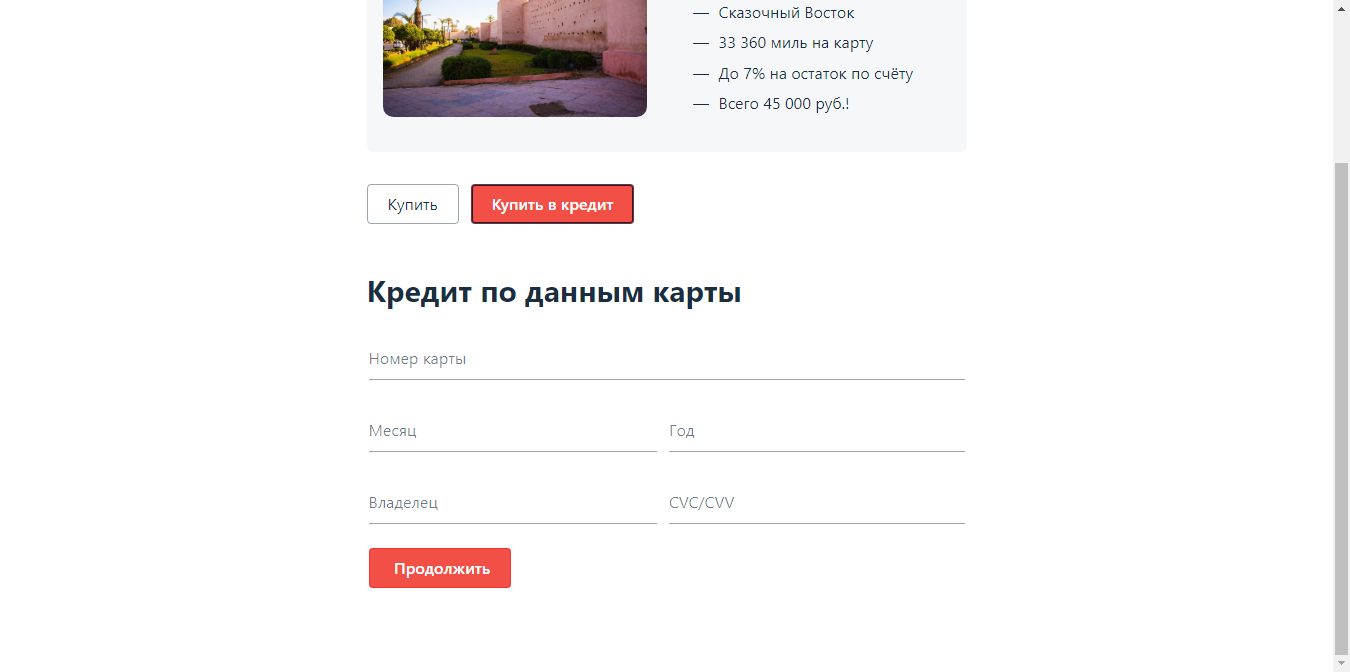 — Сказочный Восток
— 33 360 миль на карту
— До 7% на остаток по счёту
— Всего 45 000 руб.!
Купить
Купить в кредит
Кредит по данным карты
Номер карты
Месяц
Год
Владелец
CVC/CVV
Продолжить